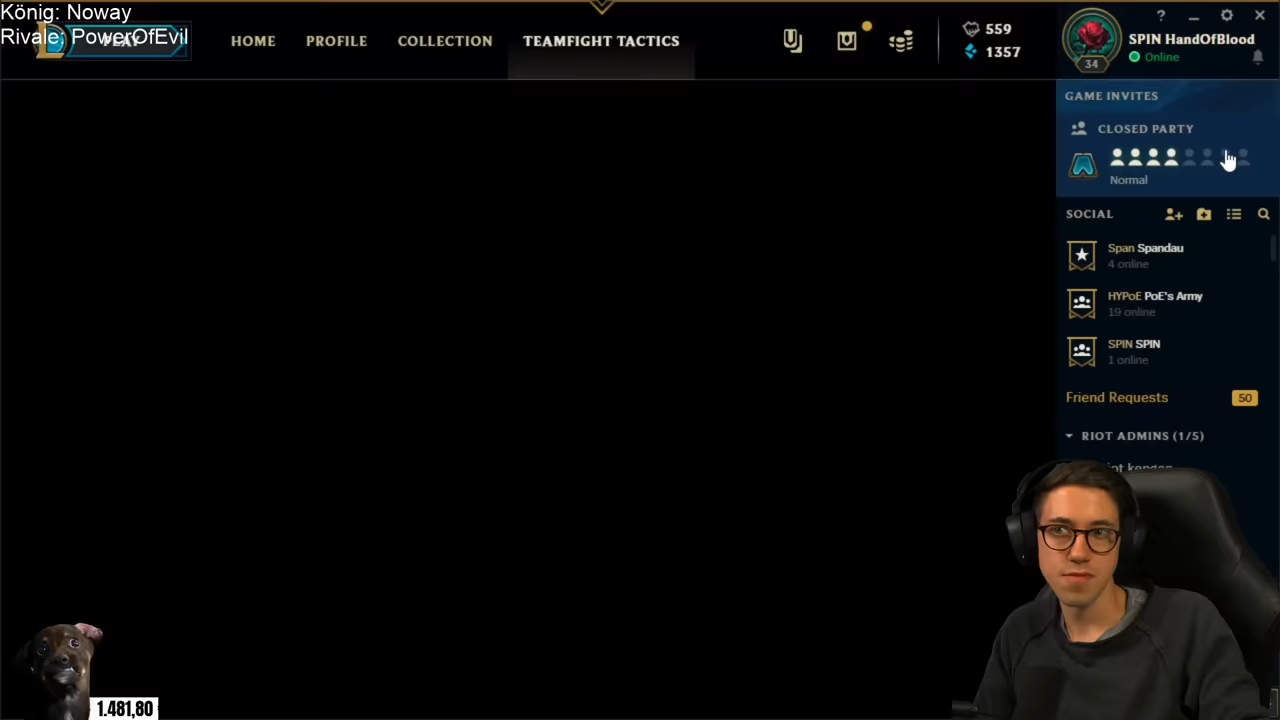 König: Noway
Rivale: PowerOfEvil
HOME
PROFILE
COLLECTION
TEAMFIGHT TACTICS
559
1357
34
?
SPIN HandOfBlood
Online
GAME INVITES
CLOSED PARTY
Normal
SOCIAL
Span Spandau
4 online
HYPoE PoE's Army
19 online
SPIN SPIN
1 online
Friend Requests
50
RIOT ADMINS (1/5)
1.481,80